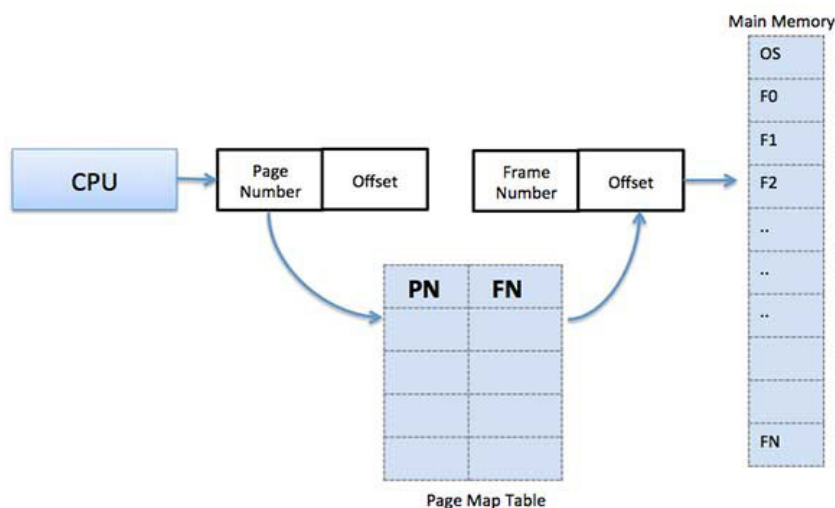 Main Memory
OS
F0
F1
F2
..
..
..
FN
CPU
Page
Number
Offset
Frame
Number
Offset
PN FN
Page Map Table